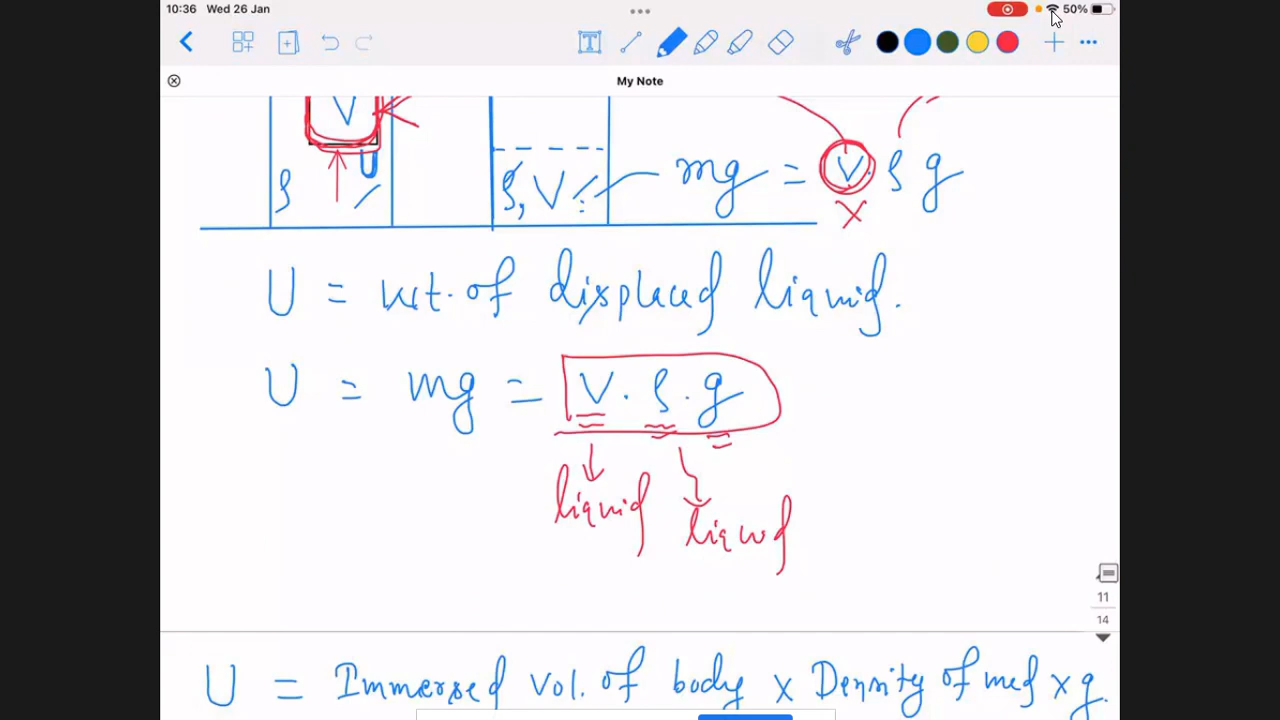 10:36 Wed 26 Jan
50%
T
My Note
V
U
ρ
ρ, V
mg = V. ρ g
x
U = wt. of displaced liquid.
U = mg = V . ρ . g
liquid
liquid
11
14
U = Immersed vol. of body x Density of med x g.